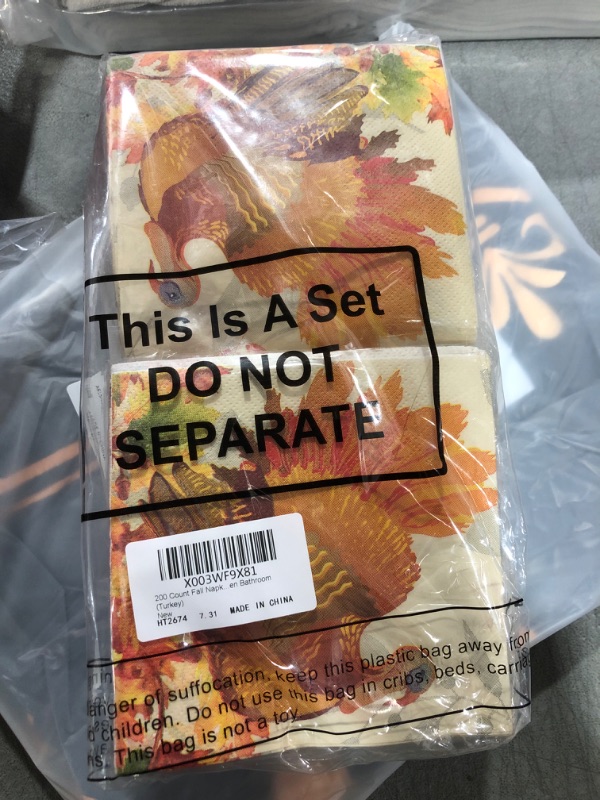 This Is A Set
DO NOT
SEPARATE
X003WF9X81
200 Count Fall Napk...en Bathroom
(Turkey)
New
HT2674 7.31 MADE IN CHINA
anger of suffocation, keep this plastic bag away from
children. Do not use this bag in cribs, beds, carria
This bag is not a toy